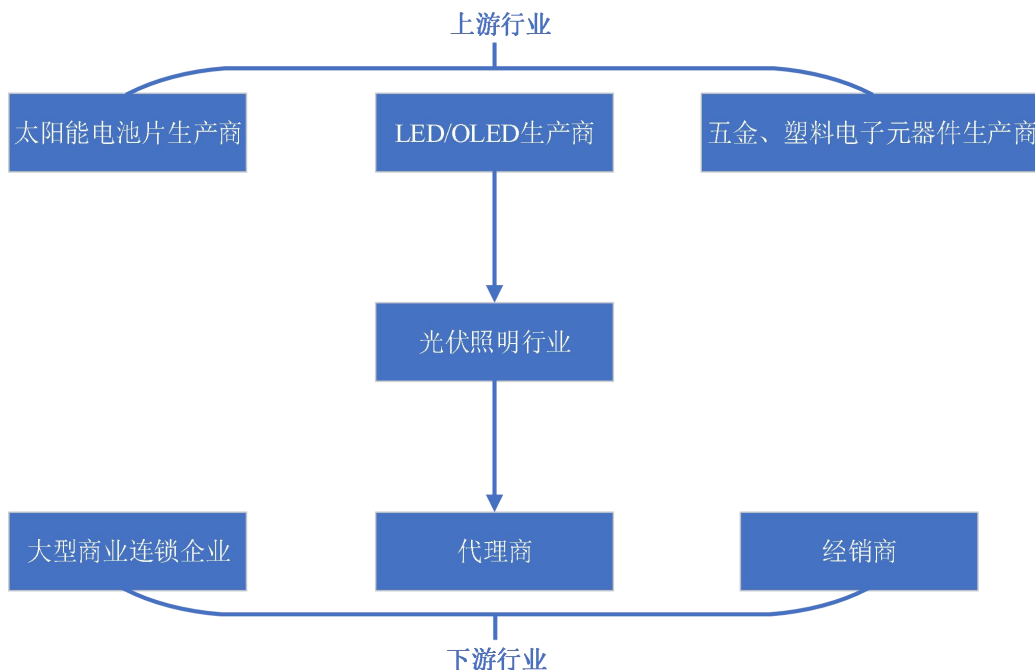 上游行业
太阳能电池片生产商
LED/OLED生产商
五金、塑料电子元器件生产商
光伏照明行业
大型商业连锁企业
代理商
经销商
下游行业